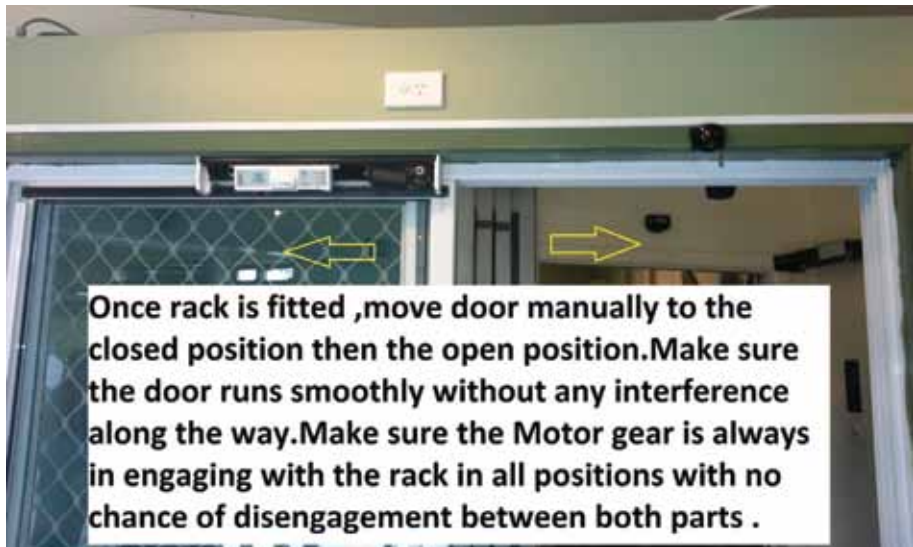 Once rack is fitted ,move door manually to the
closed position then the open position.Make sure
the door runs smoothly without any interference
along the way.Make sure the Motor gear is always
in engaging with the rack in all positions with no
chance of disengagement between both parts .